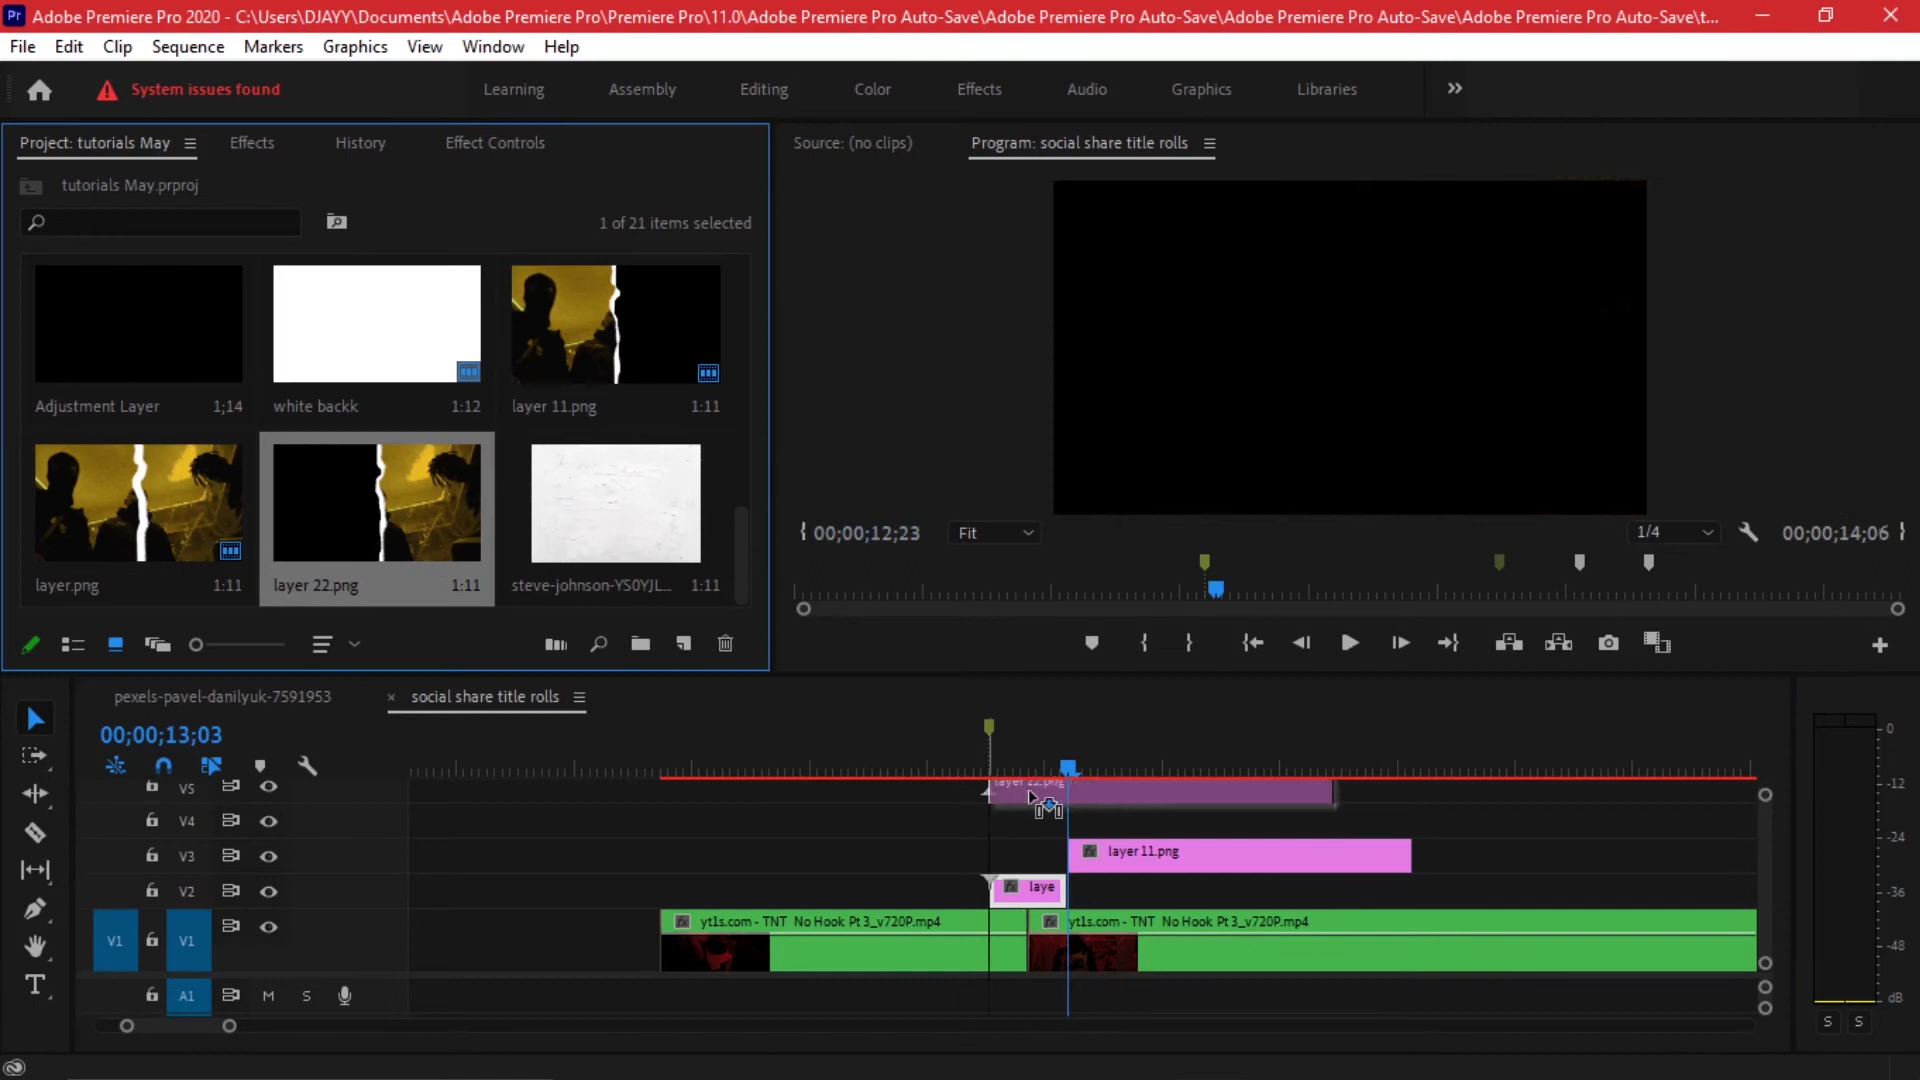 Adobe Premiere Pro 2020 - C:\Users\DJAYY\Documents\Adobe Premiere Pro\Premiere Pro\11.0\Adobe Premiere Pro Auto-Save\Adobe Premiere Pro Auto-Save\Adobe Premiere Pro Auto-Save\Adobe Premiere Pro Auto-Save\t...
File Edit Clip Sequence Markers Graphics View Window Help
System issues found Learning Assembly Editing Color Effects Audio Graphics Libraries
Project: tutorials May Effects History Effect Controls
Source: (no clips) Program: social share title rolls
tutorials May.prproj
1 of 21 items selected
Adjustment Layer 1;14 white backk 1:12 layer 11.png 1:11
layer.png 1:11 layer 22.png 1:11 steve-johnson-YS0YJL... 1:11
00;00;12;23 Fit 1/4 00;00;14;06
pexels-pavel-danilyuk-7591953 × social share title rolls
00;00;13;03
V5 layer 22.png
V4
V3 layer 11.png
V2 fx laye
V1 V1 fx yt1s.com - TNT No Hook Pt 3_v720P.mp4 yt1s.com - TNT No Hook Pt 3_v720P.mp4
A1 M S
0
-12
-24
-36
-48
dB
S S